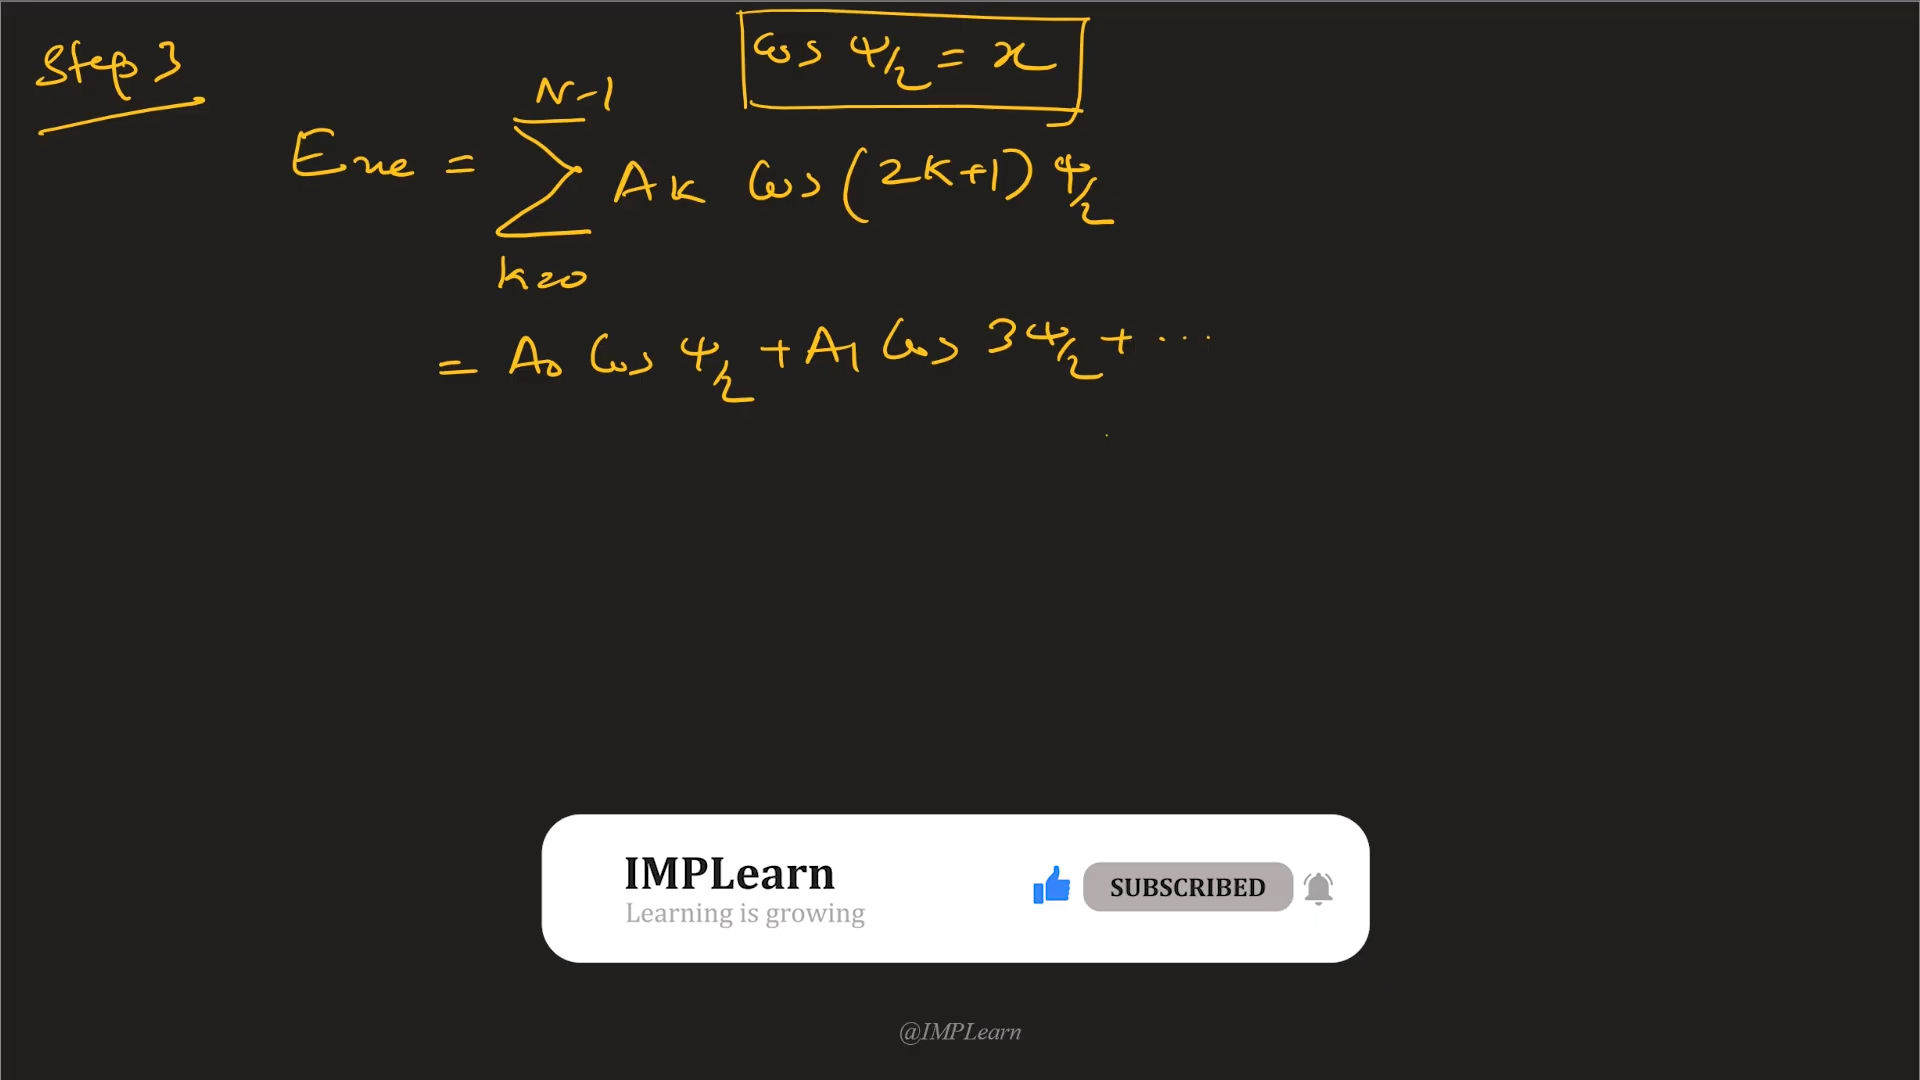 Step 3
Cos ψ/2 = x
Ene = ∑ Ak Cos (2k+1) ψ/2
N-1
k=0
= A0 Cos ψ/2 + A1 Cos 3ψ/2 + ...
IMPLearn
Learning is growing
SUBSCRIBED
@IMPLearn